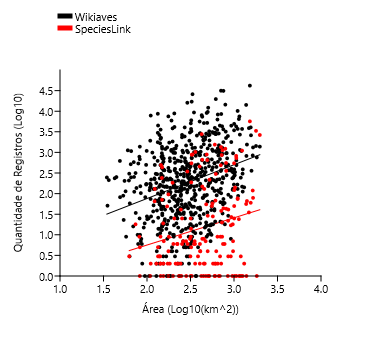 Wikiaves
SpeciesLink
Quantidade de Registros (Log10)
4.5
4.0
3.5
3.0
2.5
2.0
1.5
1.0
0.5
0.0
1.0 1.5 2.0 2.5 3.0 3.5 4.0
Área (Log10(km^2))